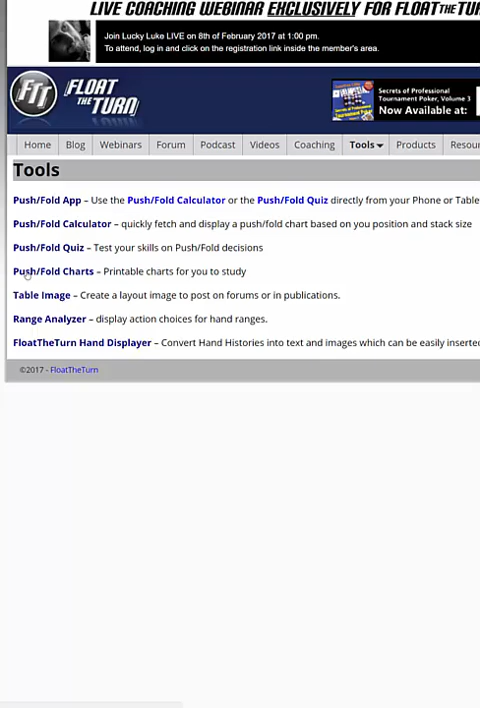 LIVE COACHING WEBINAR EXCLUSIVELY FOR FLOAT THE TUR
Join Lucky Luke LIVE on 8th of February 2017 at 1:00 pm.
To attend, log in and click on the registration link inside the member's area.
FTT FLOAT THE TURN
Secrets of Professional
Tournament Poker, Volume 3
Now Available at:
Home Blog Webinars Forum Podcast Videos Coaching Tools Products Resou
Tools
Push/Fold App – Use the Push/Fold Calculator or the Push/Fold Quiz directly from your Phone or Table
Push/Fold Calculator – quickly fetch and display a push/fold chart based on you position and stack size
Push/Fold Quiz – Test your skills on Push/Fold decisions
Push/Fold Charts – Printable charts for you to study
Table Image – Create a layout image to post on forums or in publications.
Range Analyzer – display action choices for hand ranges.
FloatTheTurn Hand Displayer – Convert Hand Histories into text and images which can be easily inserted
©2017 - FloatTheTurn